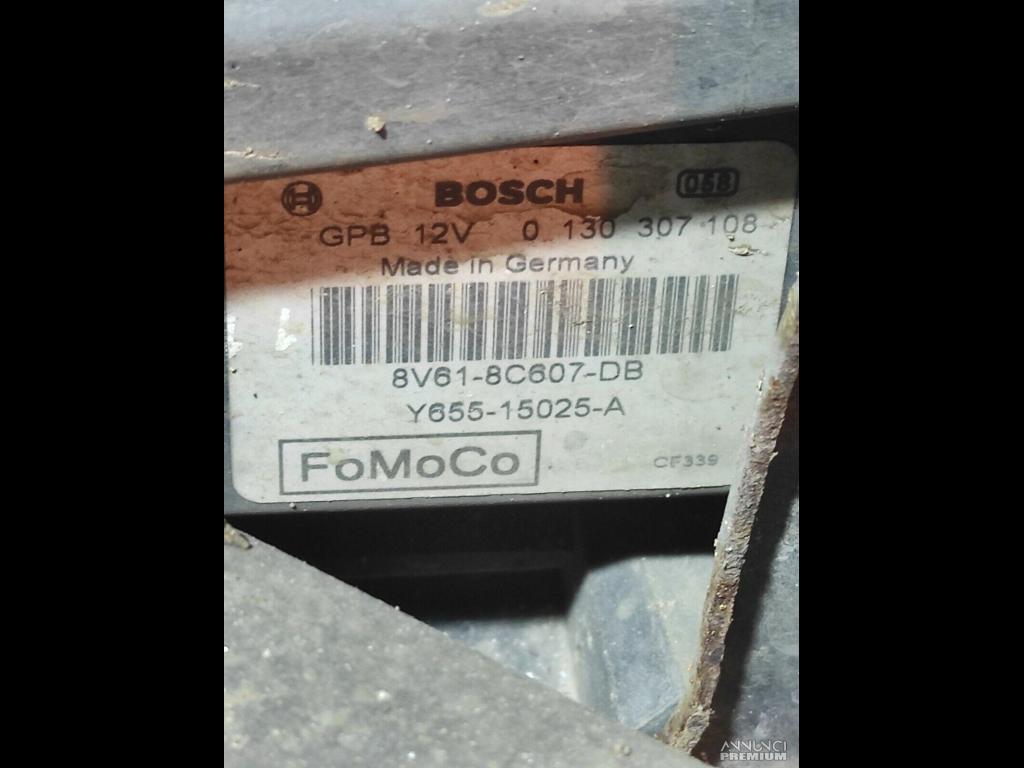 BOSCH 058
GPB 12V 0 130 307 108
Made in Germany
8V61-8C607-DB
Y655-15025-A
FoMoCo
CF339
ANNUNCI
PREMIUM